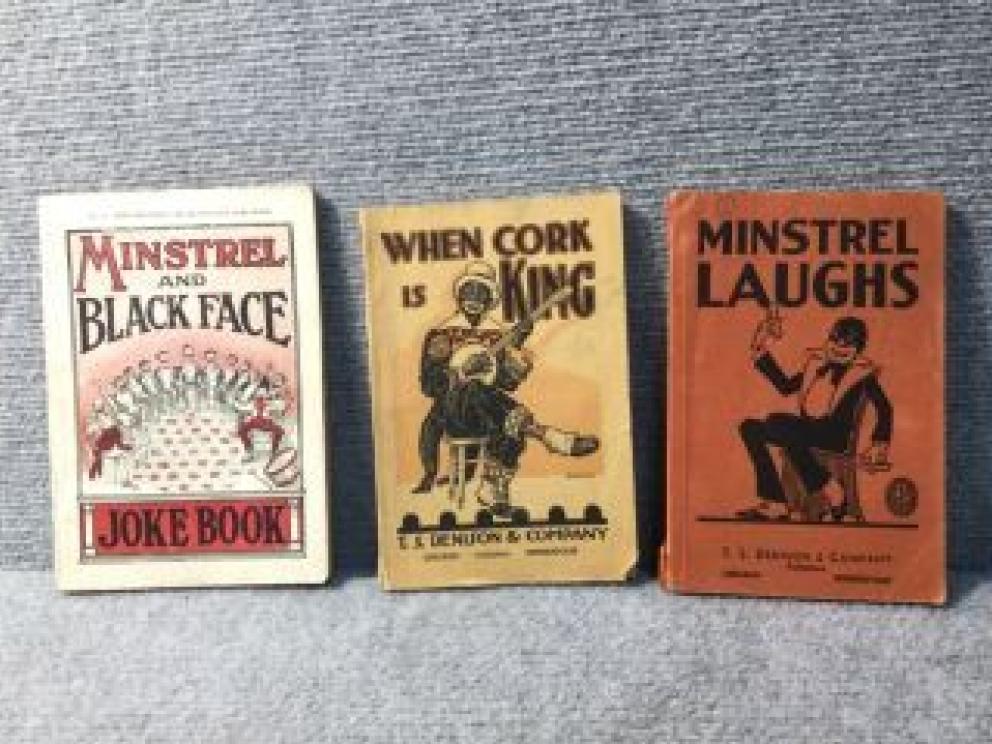 MINSTREL
AND
BLACK FACE
JOKE BOOK
WHEN CORK
IS KING
T. S. DENISON & COMPANY
MINSTREL
LAUGHS
T. S. DENISON & COMPANY